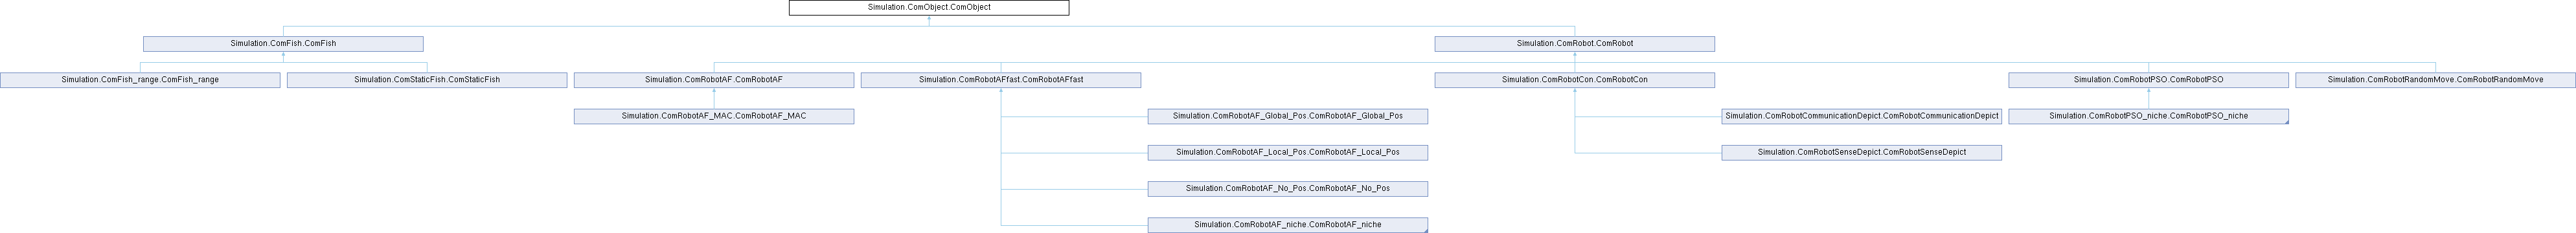 Simulation.ComObject.ComObject
Simulation.ComFish.ComFish
Simulation.ComRobot.ComRobot
Simulation.ComFish_range.ComFish_range
Simulation.ComStaticFish.ComStaticFish
Simulation.ComRobotAF.ComRobotAF
Simulation.ComRobotAFfast.ComRobotAFfast
Simulation.ComRobotCon.ComRobotCon
Simulation.ComRobotPSO.ComRobotPSO
Simulation.ComRobotRandomMove.ComRobotRandomMove
Simulation.ComRobotAF_MAC.ComRobotAF_MAC
Simulation.ComRobotAF_Global_Pos.ComRobotAF_Global_Pos
Simulation.ComRobotCommunicationDepict.ComRobotCommunicationDepict
Simulation.ComRobotPSO_niche.ComRobotPSO_niche
Simulation.ComRobotAF_Local_Pos.ComRobotAF_Local_Pos
Simulation.ComRobotSenseDepict.ComRobotSenseDepict
Simulation.ComRobotAF_No_Pos.ComRobotAF_No_Pos
Simulation.ComRobotAF_niche.ComRobotAF_niche